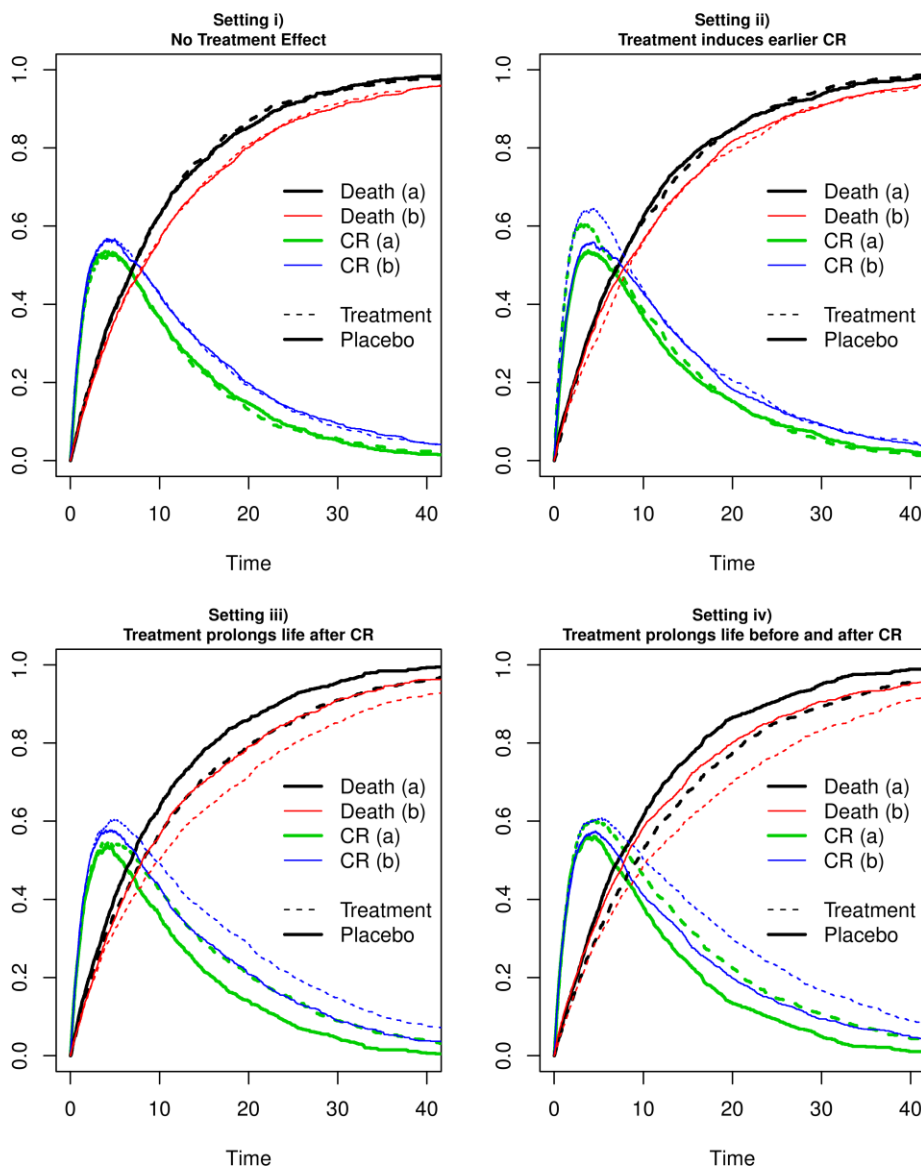 Setting i)
No Treatment Effect
1.0
0.8
0.6
0.4
0.2
0.0
Death (a)
Death (b)
CR (a)
CR (b)
Treatment
Placebo
0 10 20 30 40
Time
Setting ii)
Treatment induces earlier CR
1.0
0.8
0.6
0.4
0.2
0.0
Death (a)
Death (b)
CR (a)
CR (b)
Treatment
Placebo
0 10 20 30 40
Time
Setting iii)
Treatment prolongs life after CR
1.0
0.8
0.6
0.4
0.2
0.0
Death (a)
Death (b)
CR (a)
CR (b)
Treatment
Placebo
0 10 20 30 40
Time
Setting iv)
Treatment prolongs life before and after CR
1.0
0.8
0.6
0.4
0.2
0.0
Death (a)
Death (b)
CR (a)
CR (b)
Treatment
Placebo
0 10 20 30 40
Time